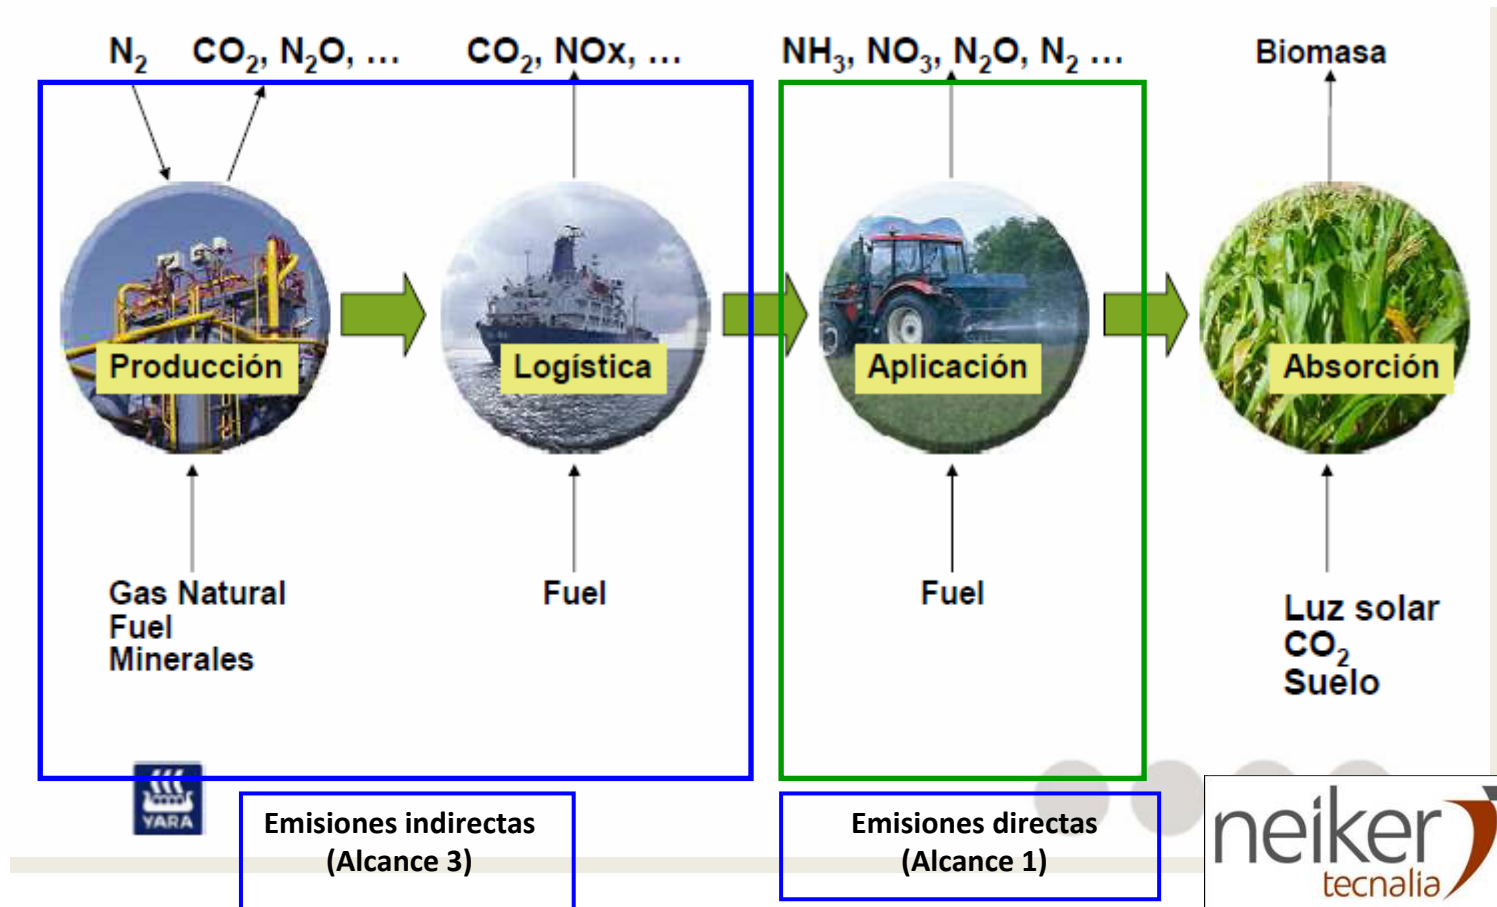 N₂ CO₂, N₂O, ... CO₂, NOx, ... NH₃, NO₃, N₂O, N₂ ... Biomasa
Producción
Logística
Aplicación
Absorción
Gas Natural
Fuel
Minerales
Fuel
Fuel
Luz solar
CO₂
Suelo
YARA
Emisiones indirectas
(Alcance 3)
Emisiones directas
(Alcance 1)
neiker
tecnalia